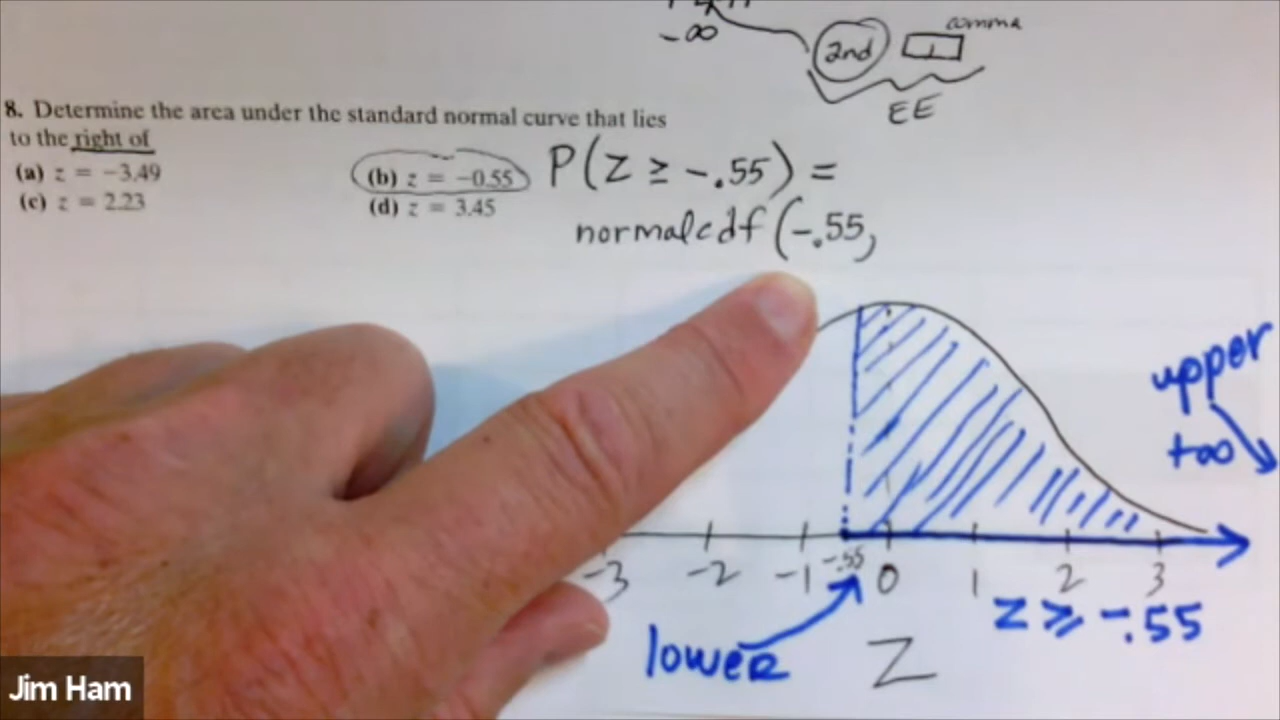 -∞
2nd , comma
EE
8. Determine the area under the standard normal curve that lies
to the right of
(a) z = -3.49
(b) z = -0.55
(c) z = 2.23
(d) z = 3.45
P(Z ≥ -.55) =
normalcdf(-.55,
upper
+∞
-3 -2 -1 -.55 0 1 2 3
Z ≥ -.55
lower
Z
Jim Ham